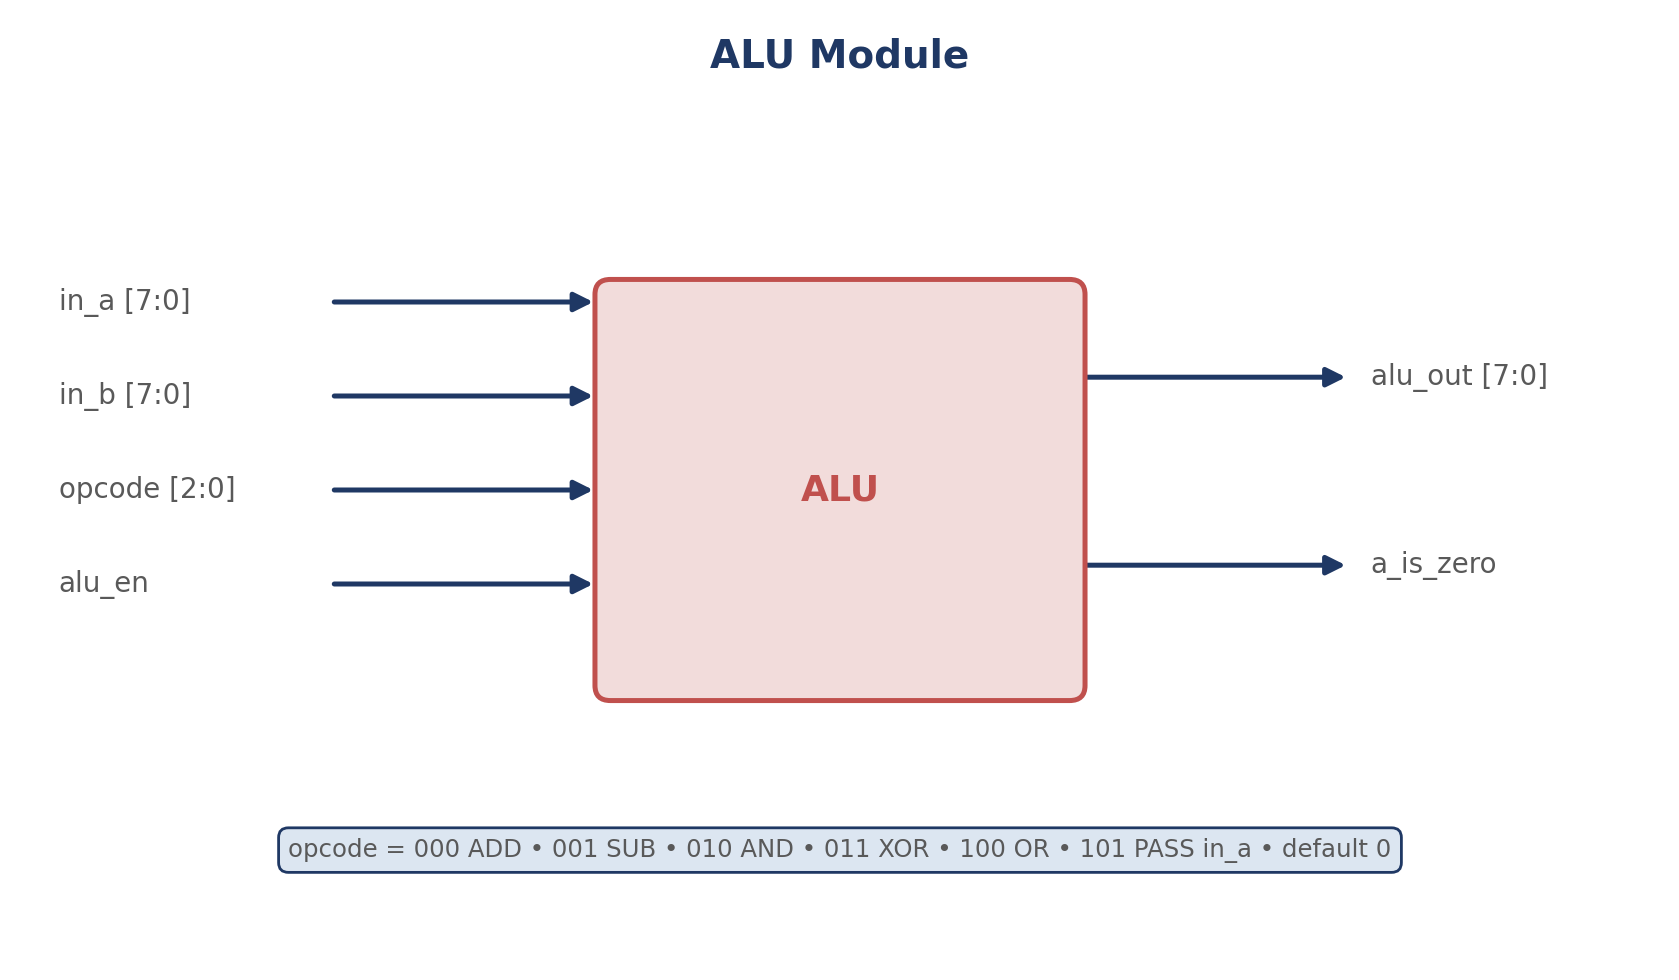 ALU Module
in_a [7:0]
in_b [7:0]
opcode [2:0]
alu_en
ALU
alu_out [7:0]
a_is_zero
opcode = 000 ADD • 001 SUB • 010 AND • 011 XOR • 100 OR • 101 PASS in_a • default 0